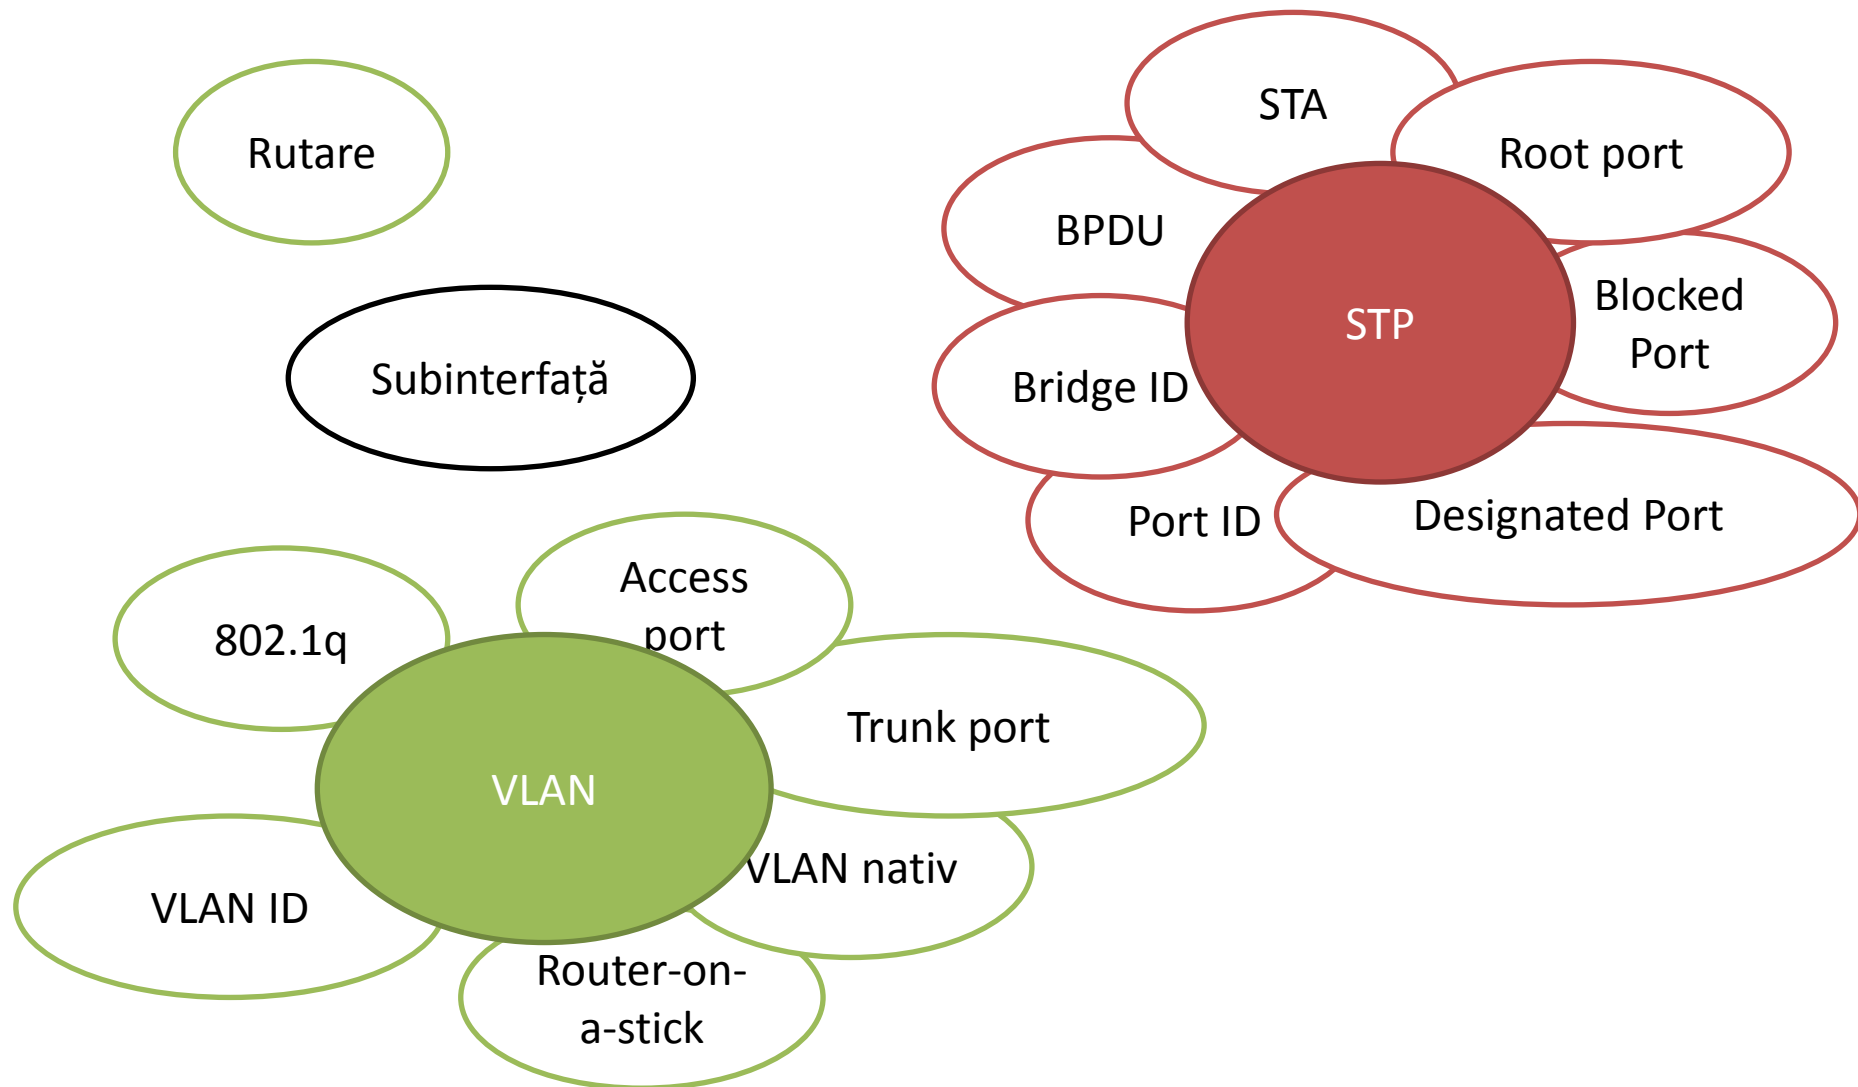 STA
Rutare
Root port
BPDU
Blocked
Port
STP
Subinterfață
Bridge ID
Port ID
Designated Port
Access
port
802.1q
Trunk port
VLAN
VLAN nativ
VLAN ID
Router-on-
a-stick